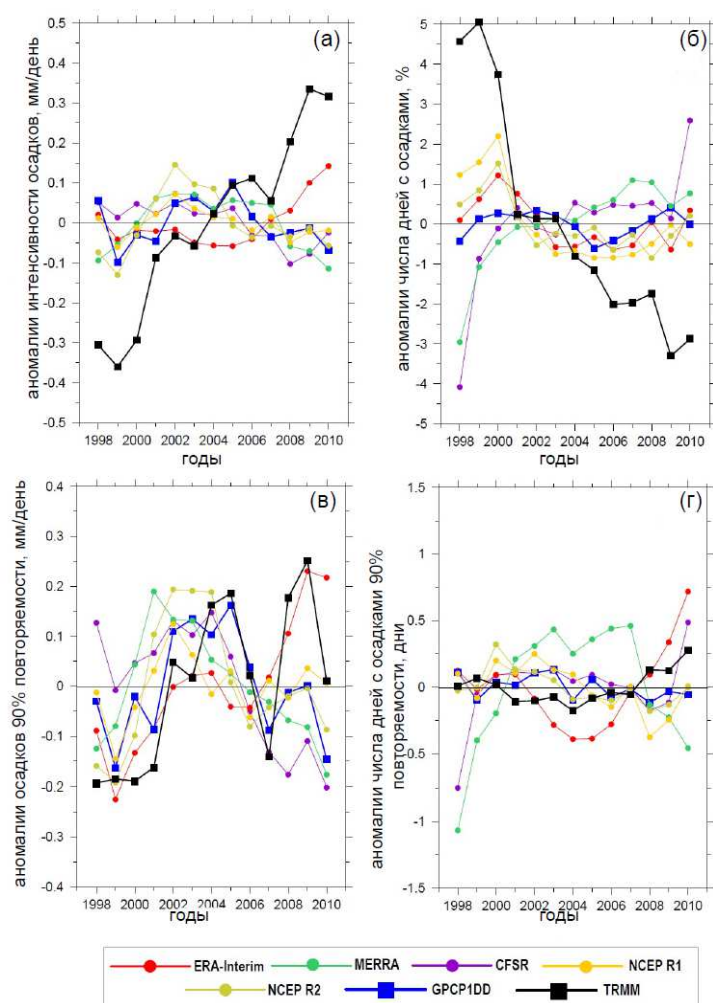 (а)
аномалии интенсивности осадков, мм/день
0.5
0.4
0.3
0.2
0.1
0
-0.1
-0.2
-0.3
-0.4
-0.5
1998 2000 2002 2004 2006 2008 2010
годы
(б)
аномалии числа дней с осадками, %
5
4
3
2
1
0
-1
-2
-3
-4
-5
1998 2000 2002 2004 2006 2008 2010
годы
(в)
аномалии осадков 90% повторяемости, мм/день
0.4
0.3
0.2
0.1
0
-0.1
-0.2
-0.3
-0.4
1998 2000 2002 2004 2006 2008 2010
годы
(г)
аномалии числа дней с осадками 90%
повторяемости, дни
1.5
1
0.5
0
-0.5
-1
-1.5
1998 2000 2002 2004 2006 2008 2010
годы
ERA-Interim MERRA CFSR NCEP R1
NCEP R2 GPCP1DD TRMM